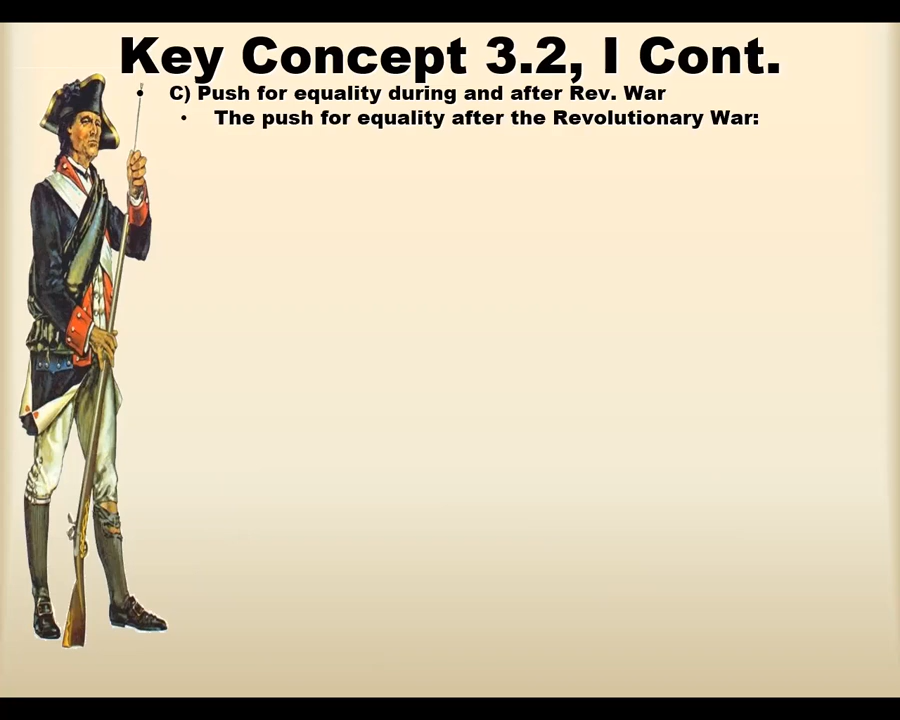 Key Concept 3.2, I Cont.
• C) Push for equality during and after Rev. War
• The push for equality after the Revolutionary War: